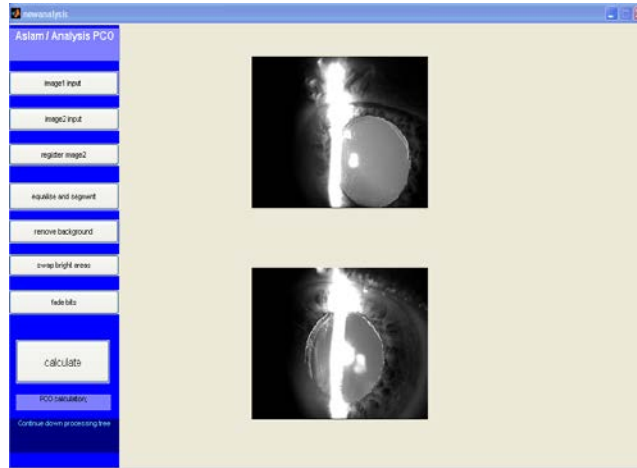 newanalysis
Aslam / Analysis PCO
image1 input
image2 input
register image2
equalise and segment
remove background
swap bright areas
fade bits
calculate
PCO calculation;
Continue down processing tree